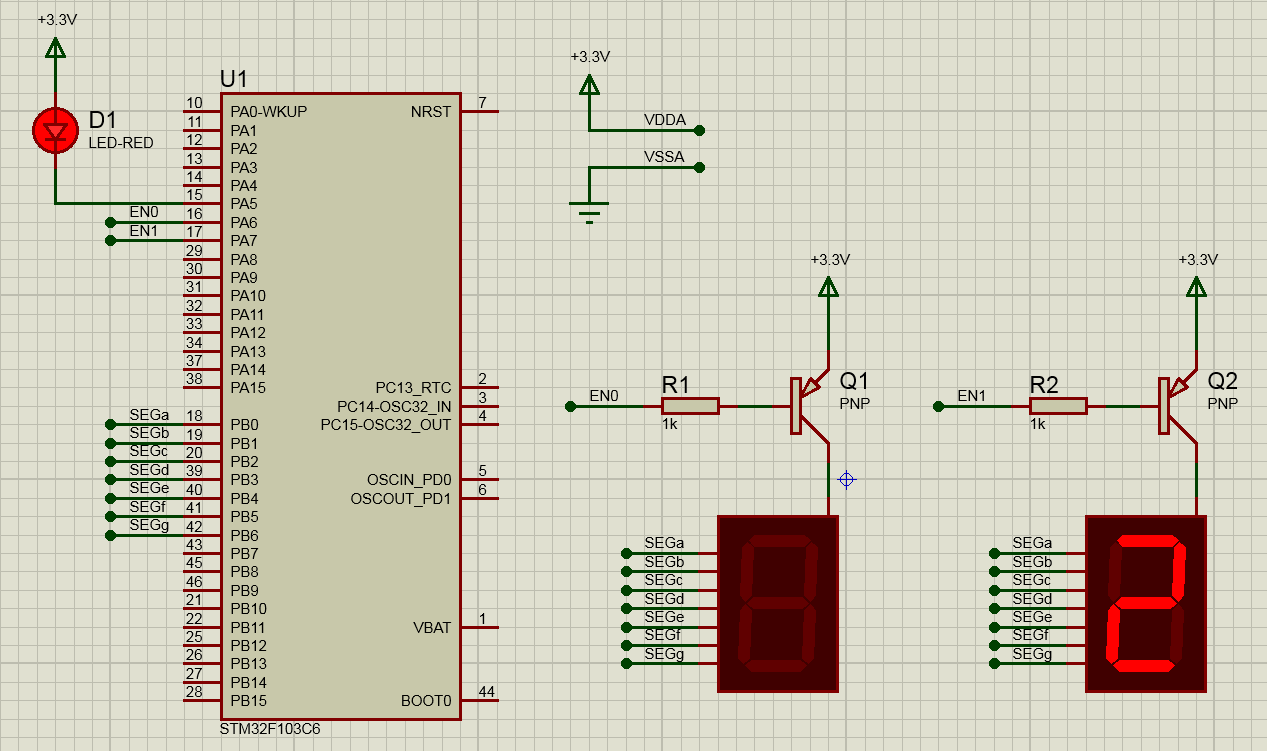 +3.3V
D1
LED-RED
U1
10 PA0-WKUP
11 PA1
12 PA2
13 PA3
14 PA4
15 PA5
EN0 16 PA6
EN1 17 PA7
29 PA8
30 PA9
31 PA10
32 PA11
33 PA12
34 PA13
37 PA14
38 PA15
SEGa 18 PB0
SEGb 19 PB1
SEGc 20 PB2
SEGd 39 PB3
SEGe 40 PB4
SEGf 41 PB5
SEGg 42 PB6
43 PB7
45 PB8
46 PB9
21 PB10
22 PB11
25 PB12
26 PB13
27 PB14
28 PB15
NRST 7
PC13_RTC 2
PC14-OSC32_IN 3
PC15-OSC32_OUT 4
OSCIN_PD0 5
OSCOUT_PD1 6
VBAT 1
BOOT0 44
STM32F103C6
+3.3V
VDDA
VSSA
+3.3V
EN0
R1
1k
Q1
PNP
SEGa
SEGb
SEGc
SEGd
SEGe
SEGf
SEGg
+3.3V
EN1
R2
1k
Q2
PNP
SEGa
SEGb
SEGc
SEGd
SEGe
SEGf
SEGg
2